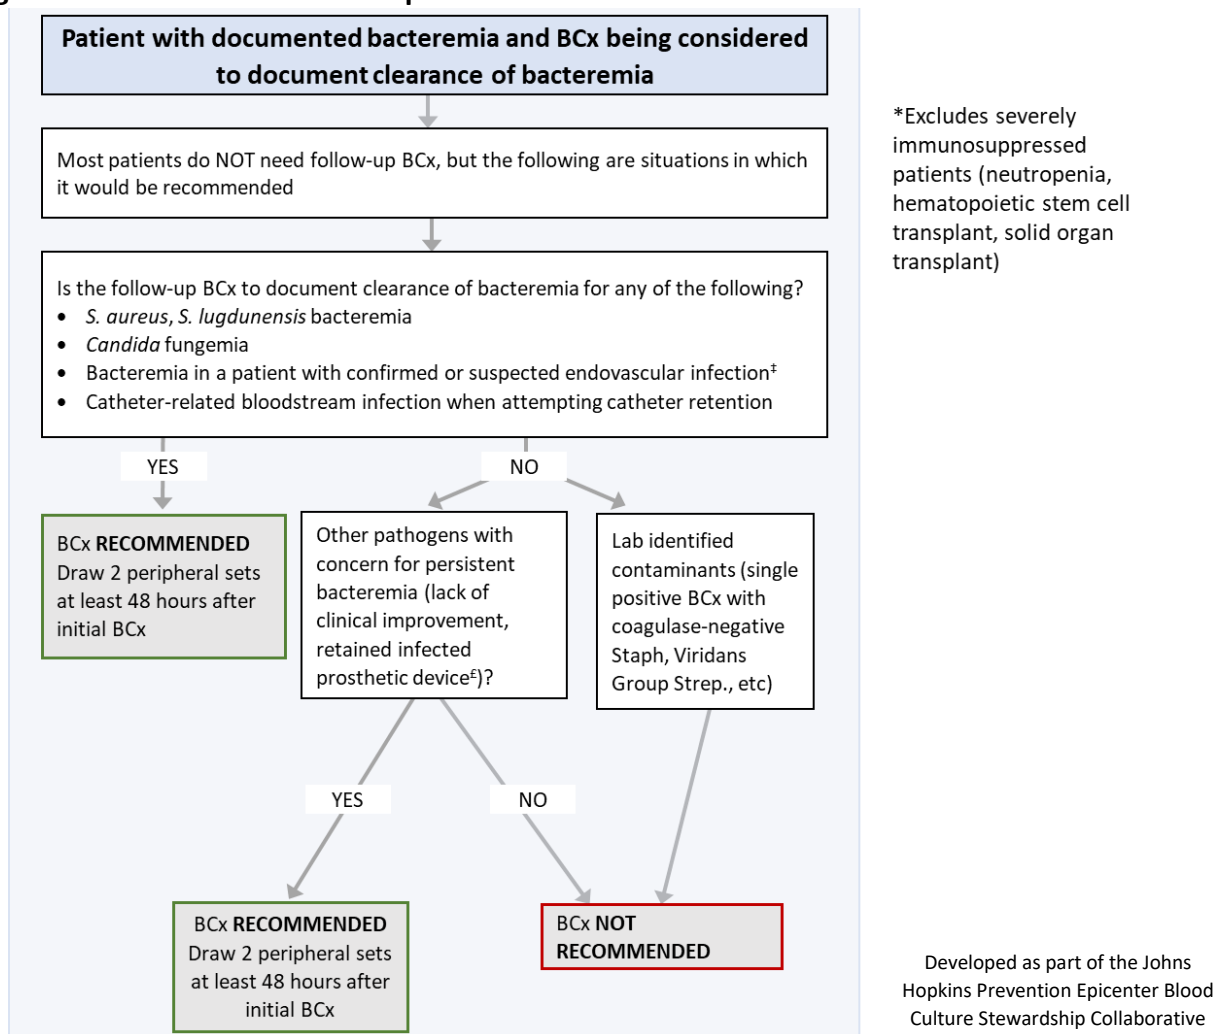 Patient with documented bacteremia and BCx being considered
to document clearance of bacteremia
Most patients do NOT need follow-up BCx, but the following are situations in which
it would be recommended
Is the follow-up BCx to document clearance of bacteremia for any of the following?
• S. aureus, S. lugdunensis bacteremia
• Candida fungemia
• Bacteremia in a patient with confirmed or suspected endovascular infection‡
• Catheter-related bloodstream infection when attempting catheter retention
YES
NO
BCx RECOMMENDED
Draw 2 peripheral sets
at least 48 hours after
initial BCx
Other pathogens with
concern for persistent
bacteremia (lack of
clinical improvement,
retained infected
prosthetic device£)?
Lab identified
contaminants (single
positive BCx with
coagulase-negative
Staph, Viridans
Group Strep., etc)
YES
NO
BCx RECOMMENDED
Draw 2 peripheral sets
at least 48 hours after
initial BCx
BCx NOT
RECOMMENDED
*Excludes severely
immunosuppressed
patients (neutropenia,
hematopoietic stem cell
transplant, solid organ
transplant)
Developed as part of the Johns
Hopkins Prevention Epicenter Blood
Culture Stewardship Collaborative